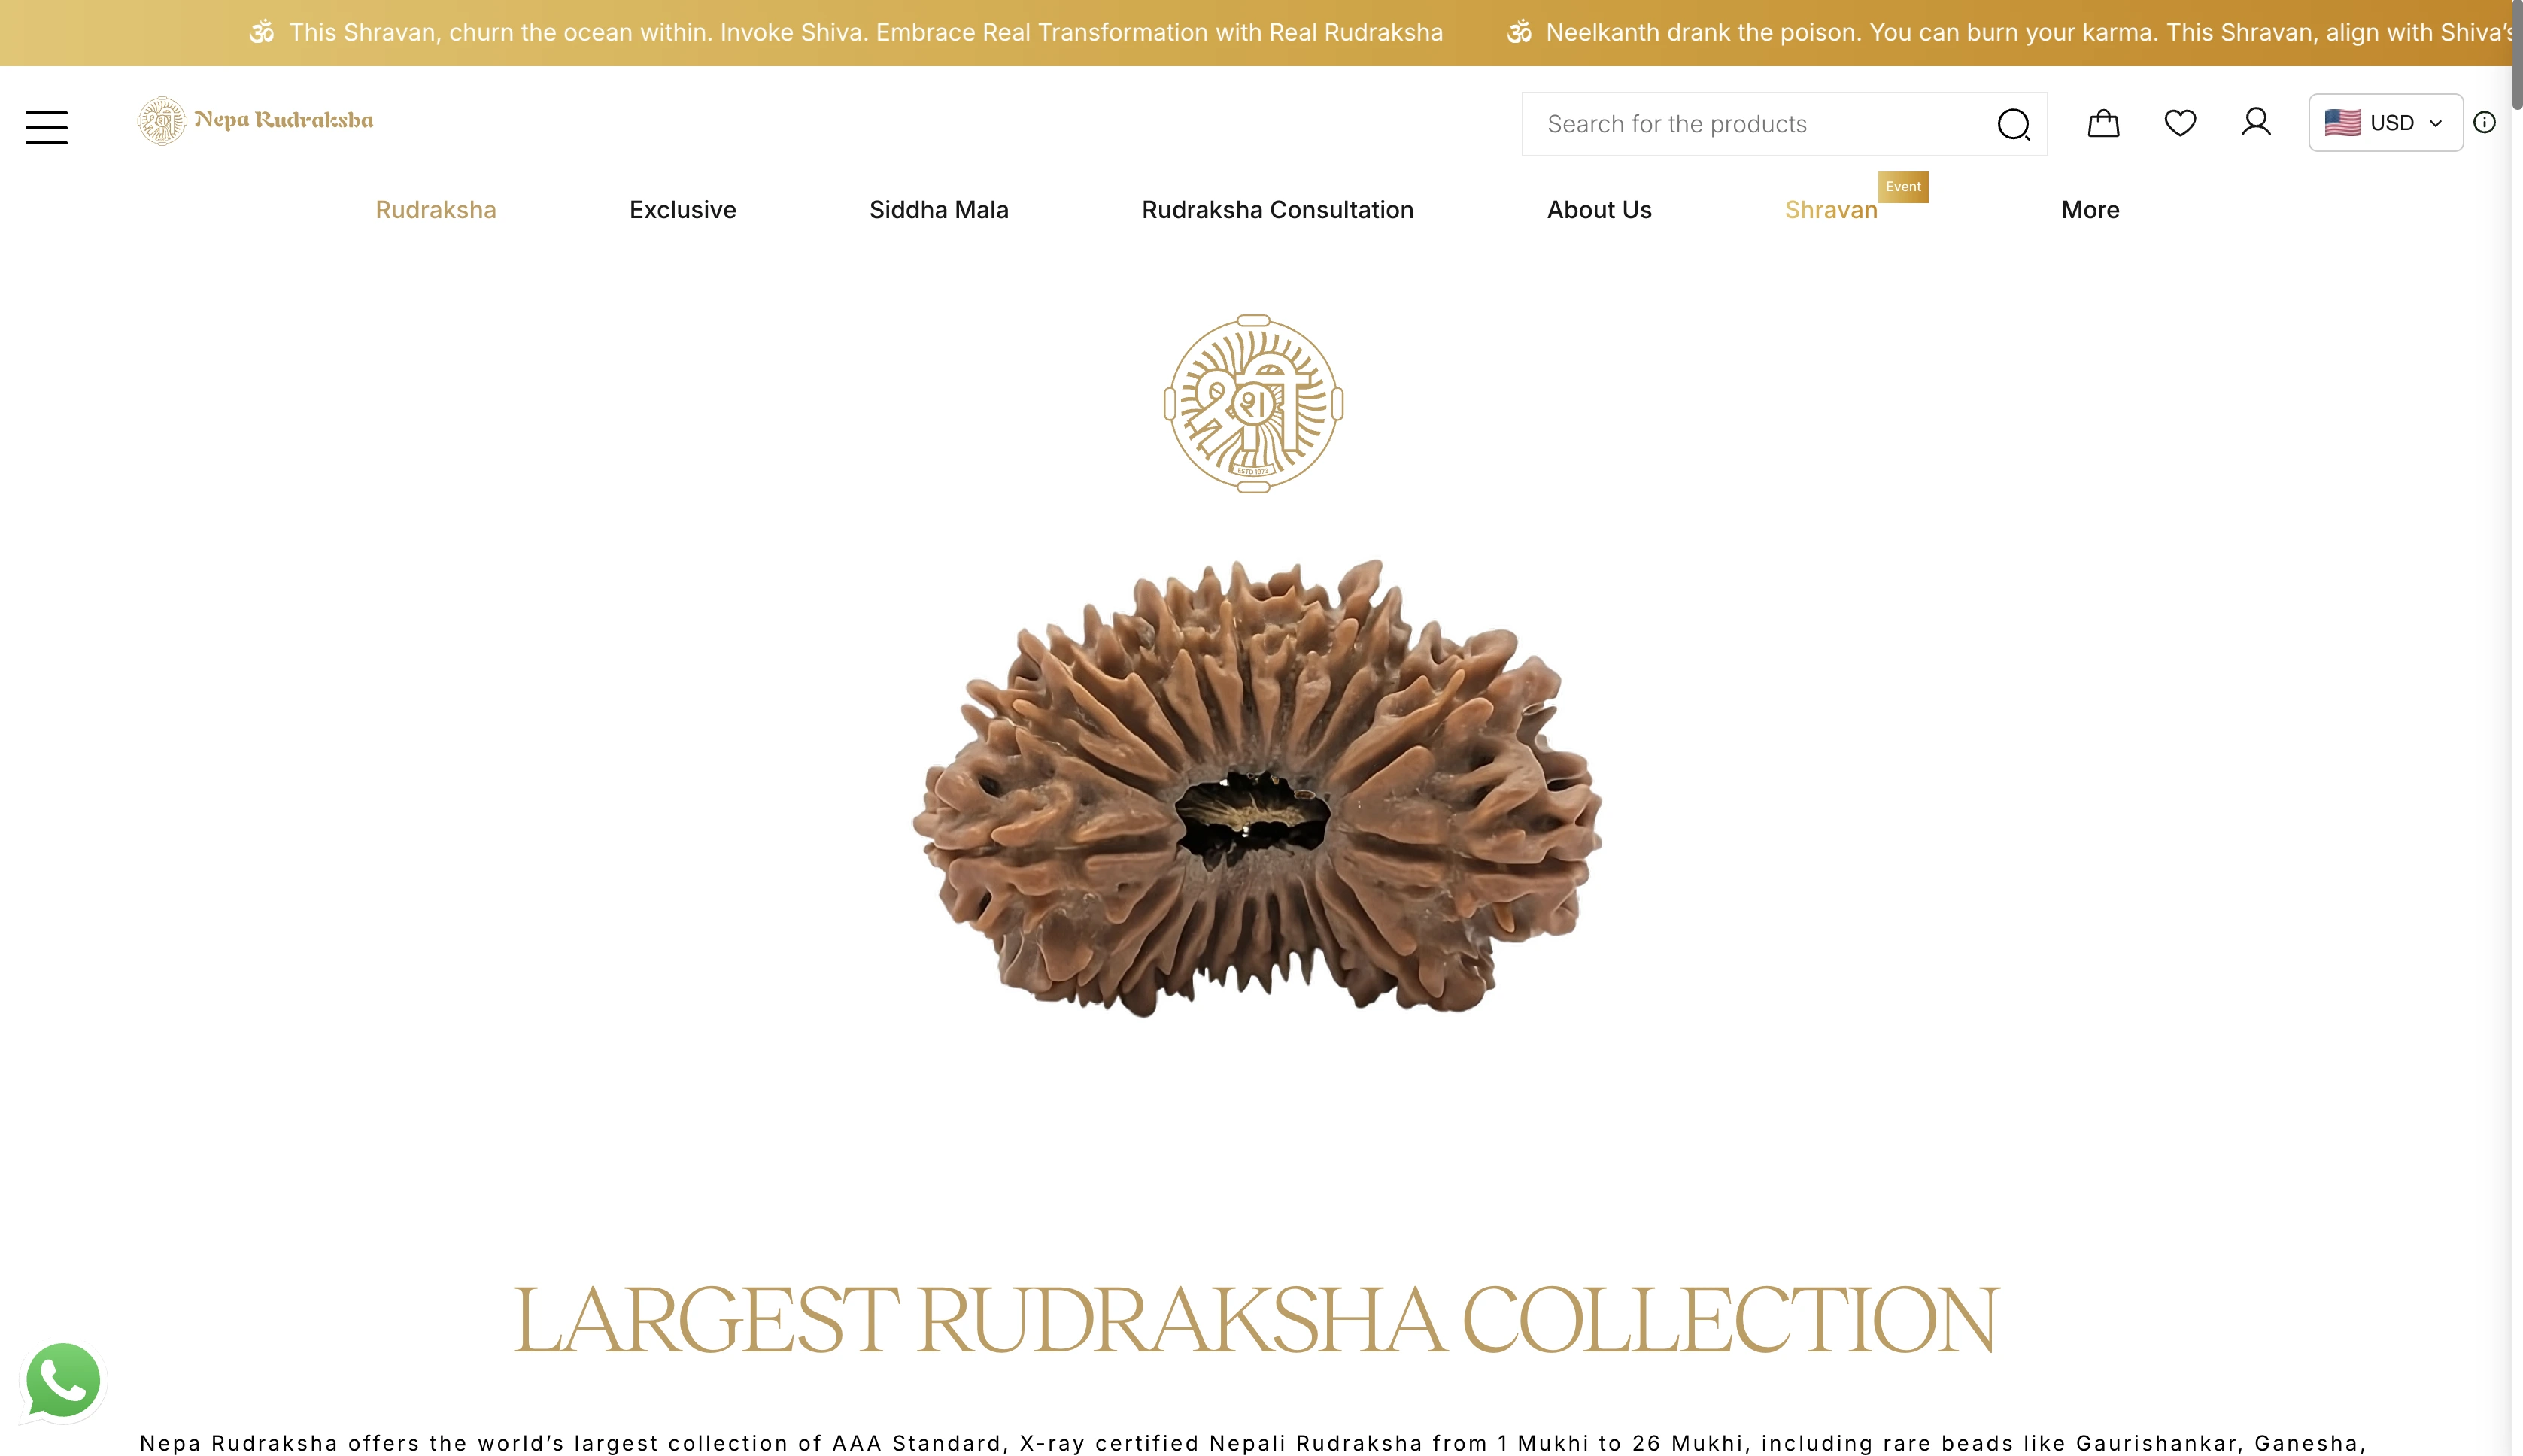 ॐ This Shravan, churn the ocean within. Invoke Shiva. Embrace Real Transformation with Real Rudraksha ॐ Neelkanth drank the poison. You can burn your karma. This Shravan, align with Shiva’s
Nepa Rudraksha
Search for the products
USD
Event
Rudraksha Exclusive Siddha Mala Rudraksha Consultation About Us Shravan More
श्री
श
ESTD 1973
LARGEST RUDRAKSHA COLLECTION
Nepa Rudraksha offers the world’s largest collection of AAA Standard, X-ray certified Nepali Rudraksha from 1 Mukhi to 26 Mukhi, including rare beads like Gaurishankar, Ganesha,